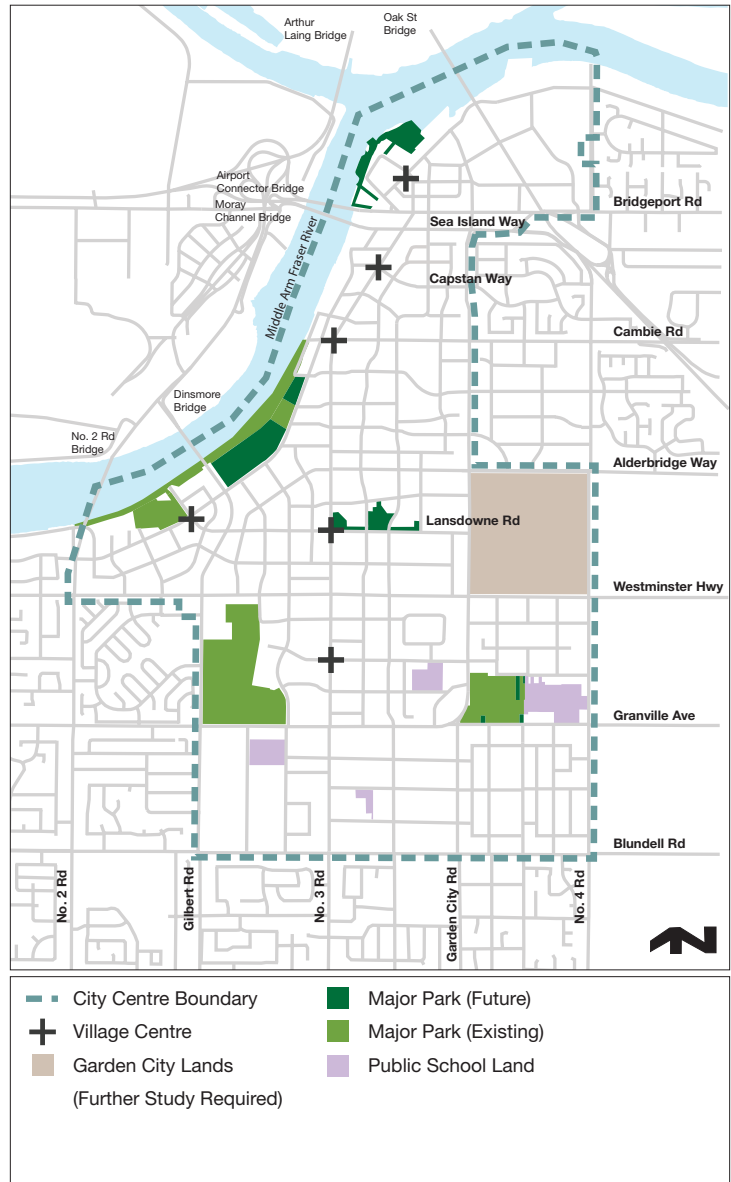 Arthur
Laing Bridge
Oak St
Bridge
Airport
Connector Bridge
Moray
Channel Bridge
Bridgeport Rd
Sea Island Way
Middle Arm Fraser River
Capstan Way
Cambie Rd
Dinsmore
Bridge
No. 2 Rd
Bridge
Alderbridge Way
Lansdowne Rd
Westminster Hwy
Granville Ave
Blundell Rd
No. 2 Rd
Gilbert Rd
No. 3 Rd
Garden City Rd
No. 4 Rd
N
City Centre Boundary
Village Centre
Garden City Lands
(Further Study Required)
Major Park (Future)
Major Park (Existing)
Public School Land